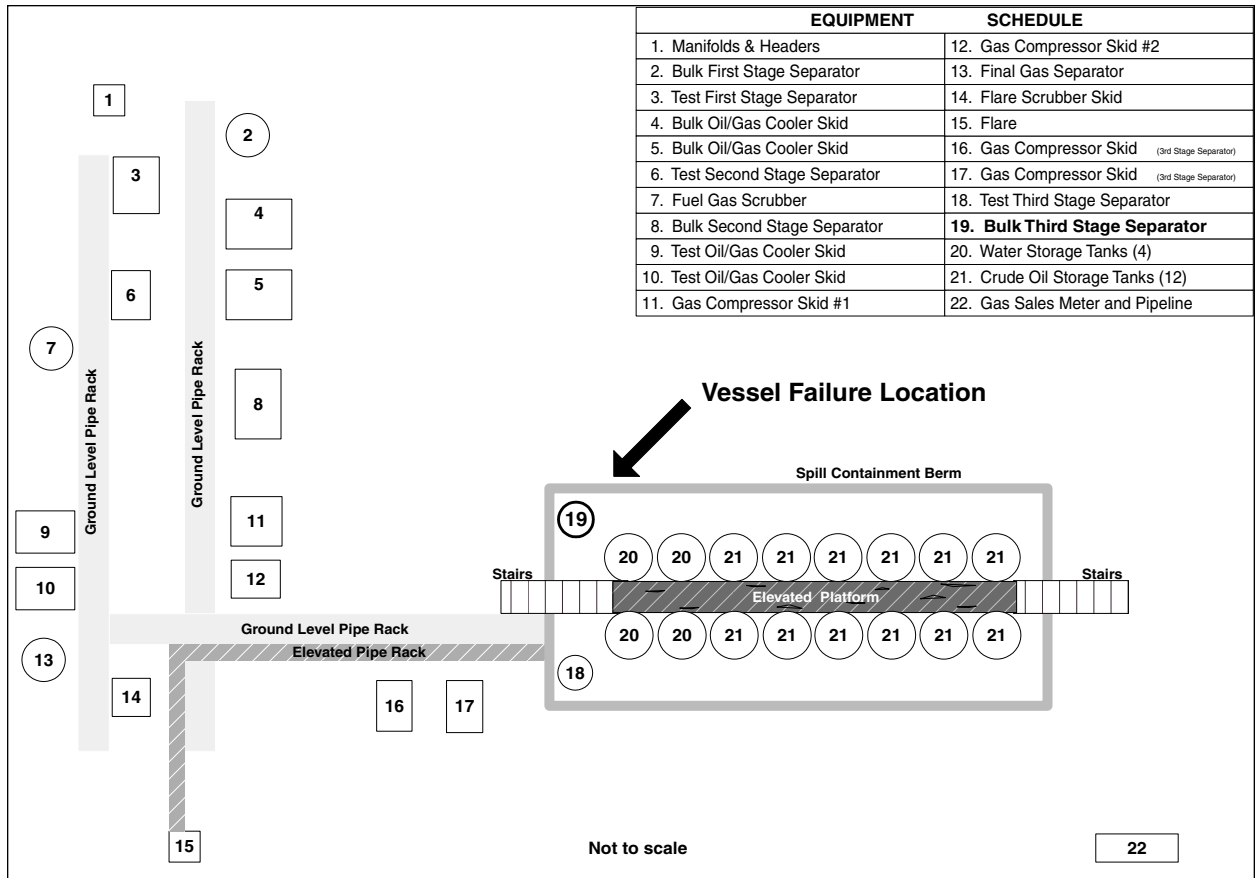 EQUIPMENT SCHEDULE
1. Manifolds & Headers
12. Gas Compressor Skid #2
2. Bulk First Stage Separator
13. Final Gas Separator
3. Test First Stage Separator
14. Flare Scrubber Skid
4. Bulk Oil/Gas Cooler Skid
15. Flare
5. Bulk Oil/Gas Cooler Skid
16. Gas Compressor Skid (3rd Stage Separator)
6. Test Second Stage Separator
17. Gas Compressor Skid (3rd Stage Separator)
7. Fuel Gas Scrubber
18. Test Third Stage Separator
8. Bulk Second Stage Separator
19. Bulk Third Stage Separator
9. Test Oil/Gas Cooler Skid
20. Water Storage Tanks (4)
10. Test Oil/Gas Cooler Skid
21. Crude Oil Storage Tanks (12)
11. Gas Compressor Skid #1
22. Gas Sales Meter and Pipeline
1
2
3
4
5
6
7
Ground Level Pipe Rack
Ground Level Pipe Rack
8
Vessel Failure Location
Spill Containment Berm
9
11
19
10
12
20 20 21 21 21 21 21 21
Stairs
Elevated Platform
Stairs
20 20 21 21 21 21 21 21
Ground Level Pipe Rack
Elevated Pipe Rack
13
18
14
16
17
15
Not to scale
22